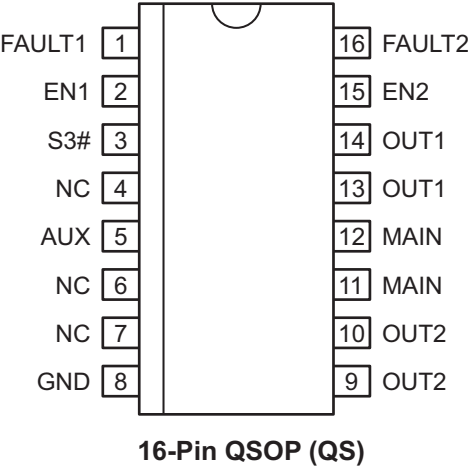 FAULT1 1 16 FAULT2
EN1 2 15 EN2
S3# 3 14 OUT1
NC 4 13 OUT1
AUX 5 12 MAIN
NC 6 11 MAIN
NC 7 10 OUT2
GND 8 9 OUT2
16-Pin QSOP (QS)